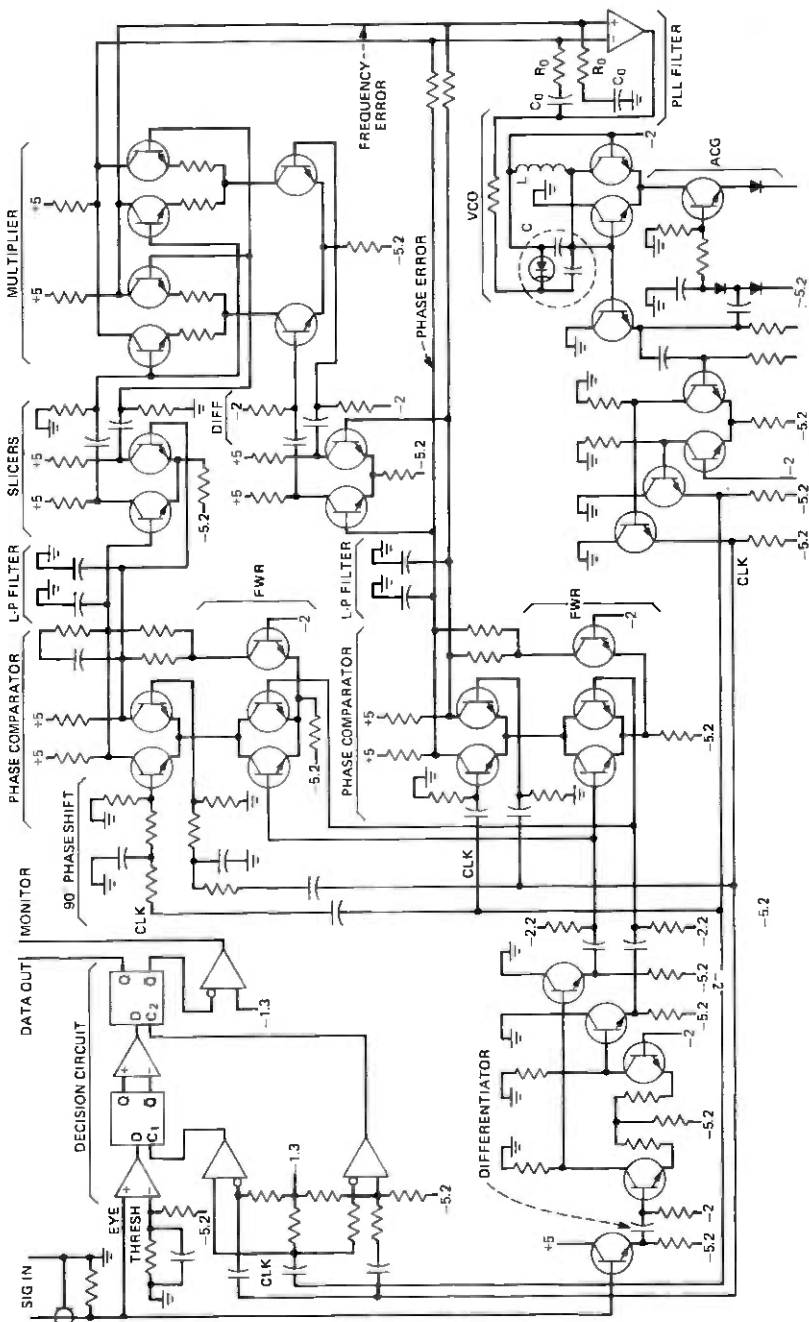 SIG IN
DATA OUT
MONITOR
DECISION CIRCUIT
EYE
THRESH
+
−
D
Q
Q̅
C1
+
−
D
Q
Q̅
C2
-5.2
-1.3
CLK
-1.3
-5.2
90° PHASE SHIFT
CLK
PHASE COMPARATOR
+5
+5
L-P FILTER
FWR
-2
-5.2
SLICERS
+5
+5
-5.2
MULTIPLIER
+5
+5
-5.2
DIFF
-2
-2
+5
+5
-5.2
PHASE COMPARATOR
+5
+5
L-P FILTER
FWR
-2
-5.2
CLK
FREQUENCY
ERROR
PHASE ERROR
+
−
R0
C0
R0
C0
PLL FILTER
VCO
L
C
-2
ACG
-5.2
-5.2
-2
-5.2
-5.2
CLK
DIFFERENTIATOR
+5
-5.2
-2
-5.2
-2
-5.2
-5.2
-2.2
-2.2
-2
-5.2